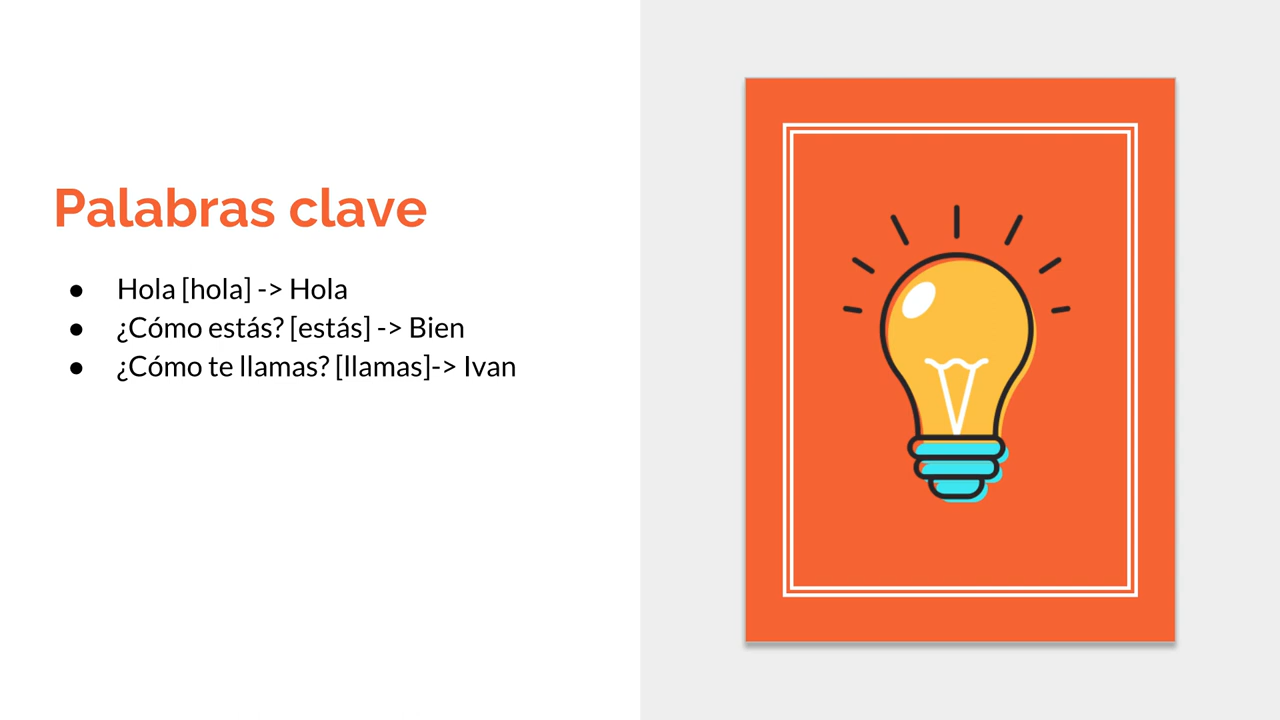 Palabras clave
● Hola [hola] -> Hola
● ¿Cómo estás? [estás] -> Bien
● ¿Cómo te llamas? [llamas]-> Ivan